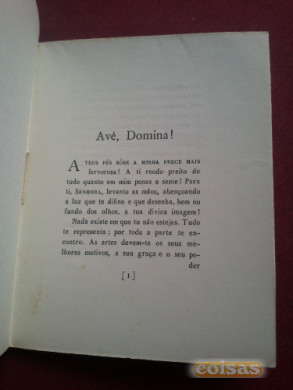 Avé, Domina!
A TEUS PÉS SÓBE A MINHA PRECE MAIS
fervorosa! A ti rendo preito de
tudo quanto em mim pensa e sente! Para
ti, SENHORA, levanto as mãos, abençoando
a luz que te define e que desenha, bem no
fundo dos olhos, a tua divina imagem!
Nada existe em que tu não estejas. Tudo
te representa; por toda a parte te en-
contro. As artes devem-te os seus me-
lhores motivos, a sua graça e o seu po-
der
[1]
coisas